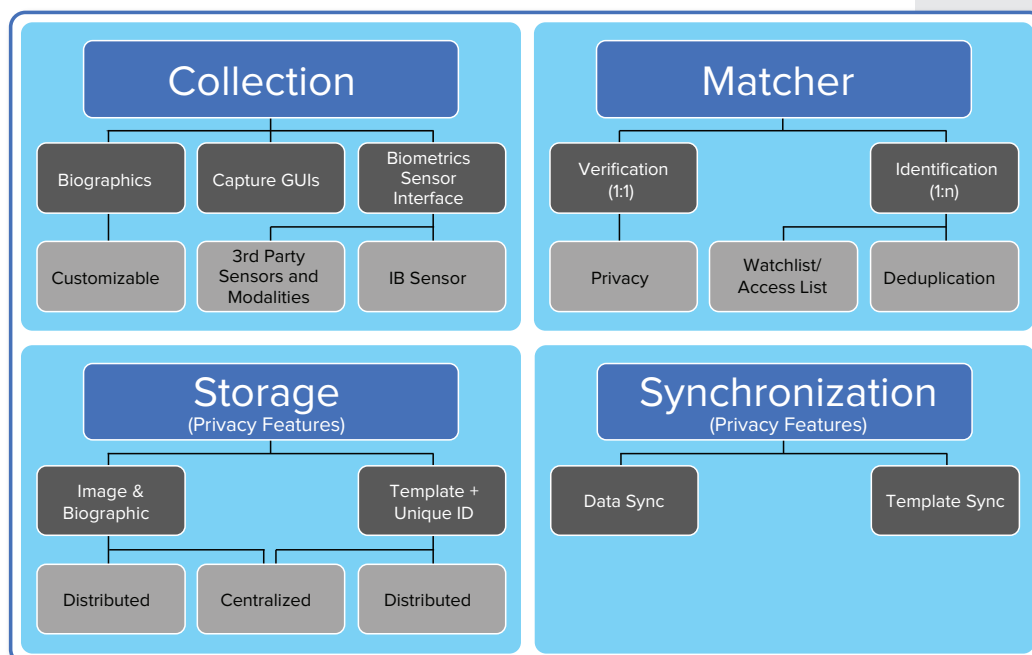 Collection
Biographics
Capture GUIs
Biometrics
Sensor
Interface
Customizable
3rd Party
Sensors and
Modalities
IB Sensor
Matcher
Verification
(1:1)
Identification
(1:n)
Privacy
Watchlist/
Access List
Deduplication
Storage
(Privacy Features)
Image &
Biographic
Template +
Unique ID
Distributed
Centralized
Distributed
Synchronization
(Privacy Features)
Data Sync
Template Sync